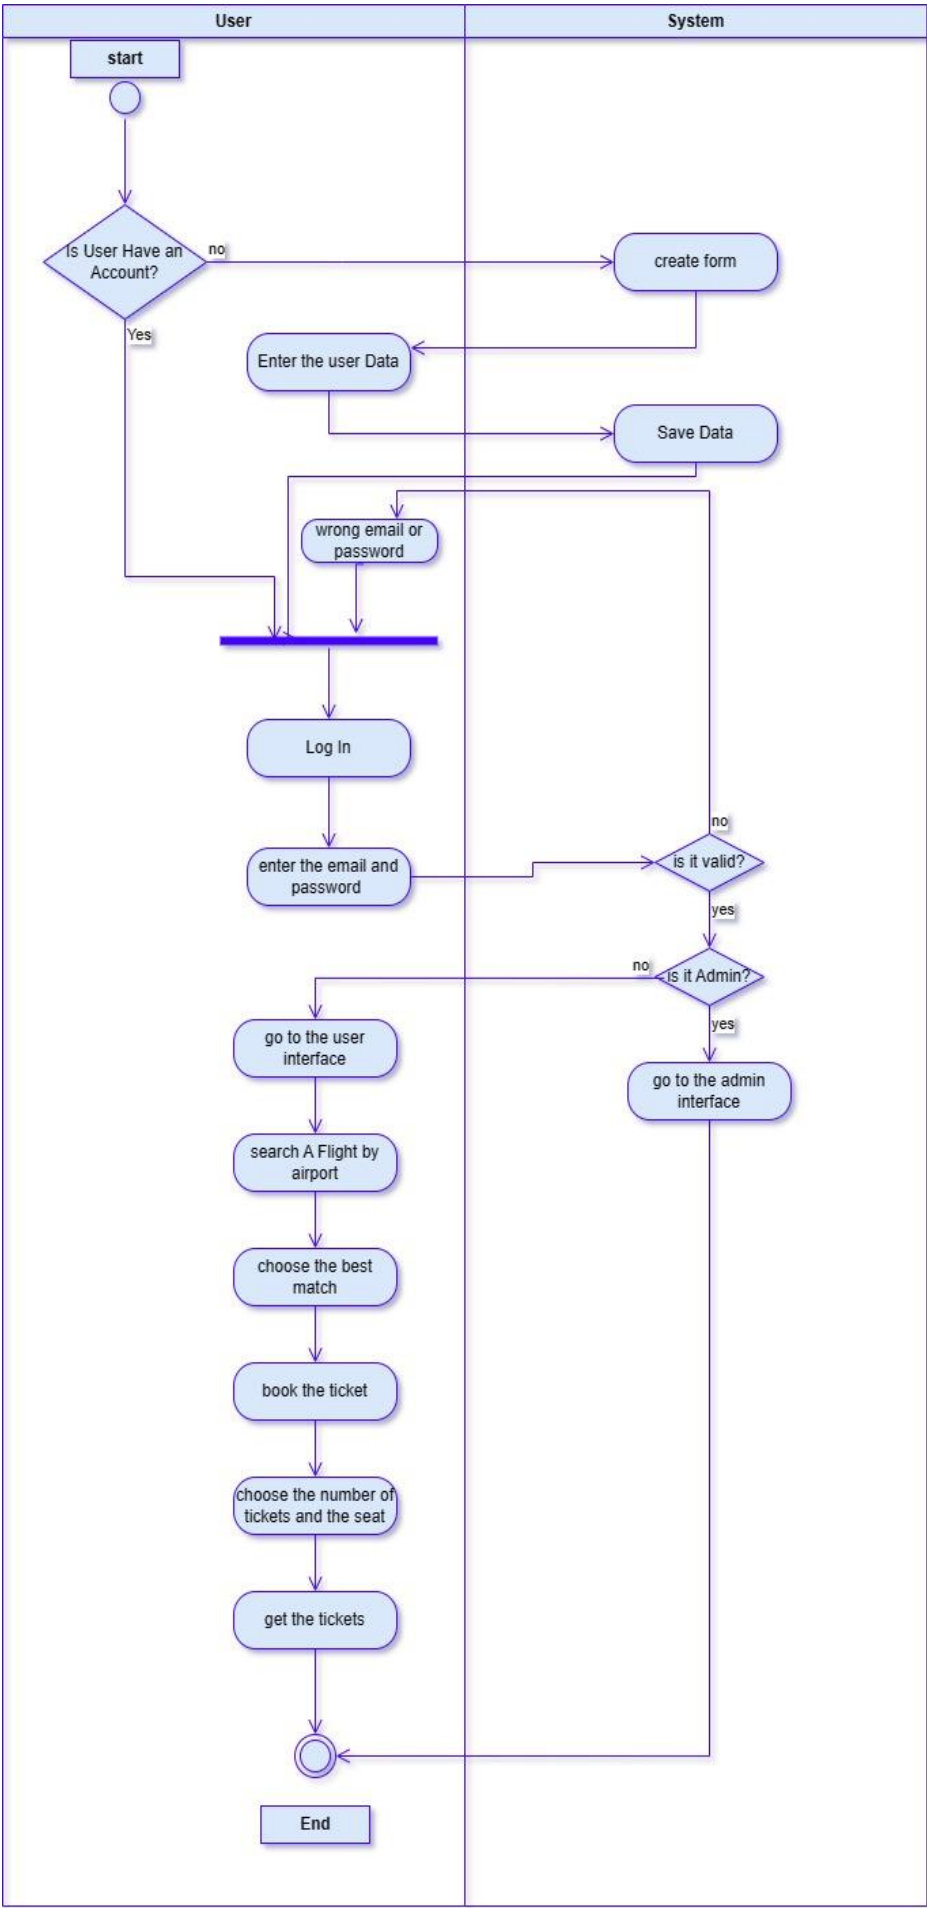 User
System
start
Is User Have an
Account?
no
create form
Yes
Enter the user Data
Save Data
wrong email or
password
Log In
no
enter the email and
password
is it valid?
yes
no
is it Admin?
go to the user
interface
yes
go to the admin
interface
search A Flight by
airport
choose the best
match
book the ticket
choose the number of
tickets and the seat
get the tickets
End